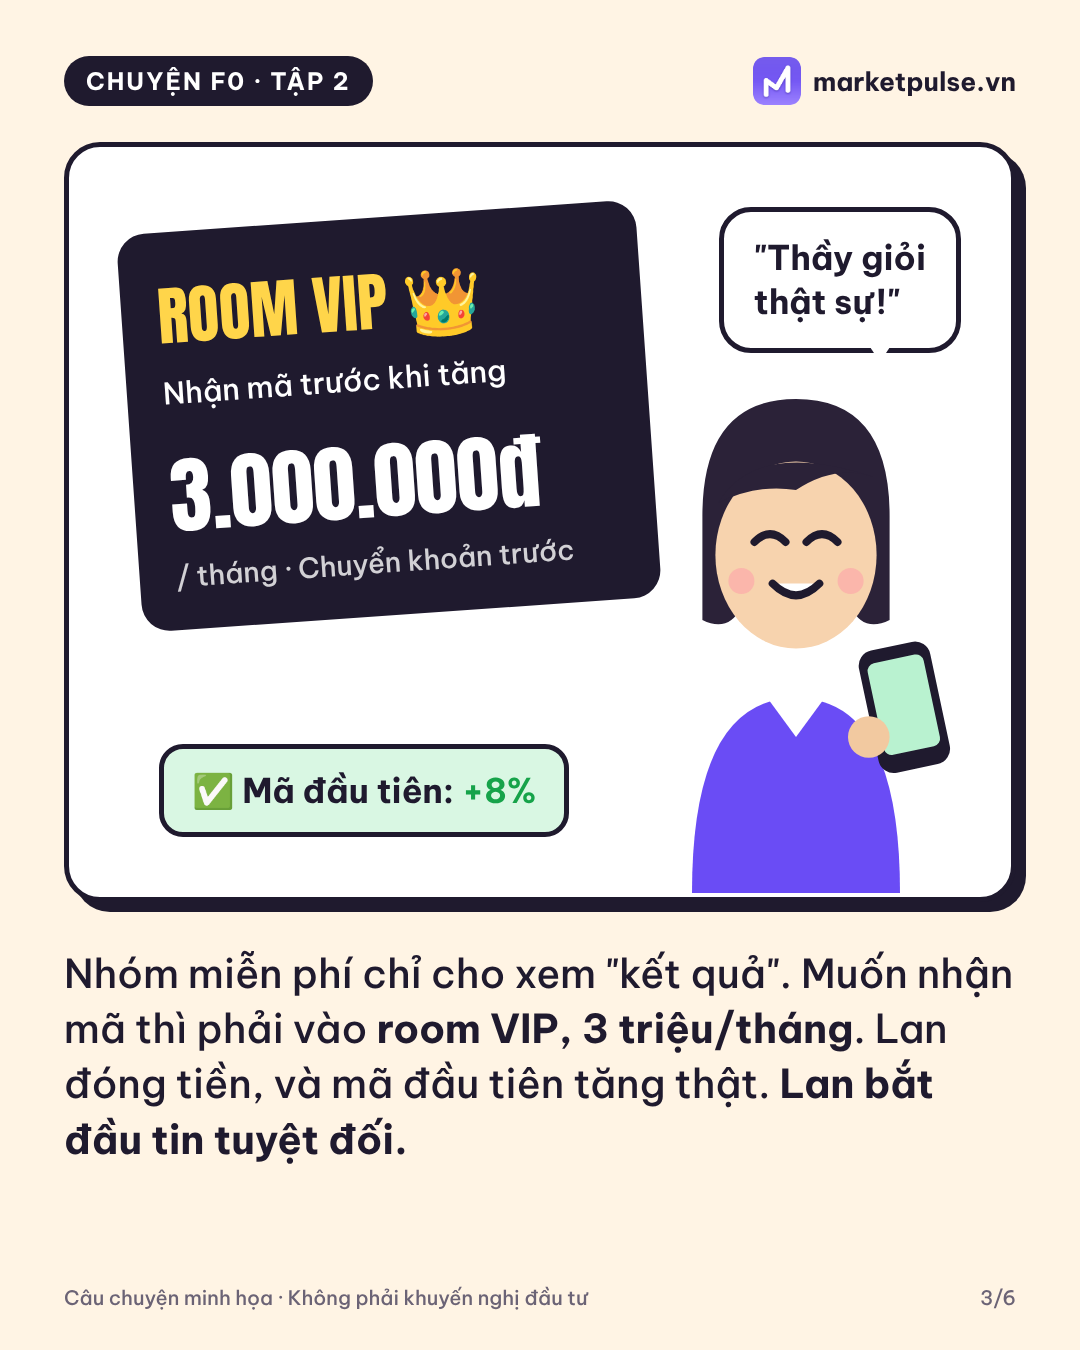 CHUYỆN F0 · TẬP 2
marketpulse.vn
ROOM VIP 👑
Nhận mã trước khi tăng
3.000.000đ
/ tháng · Chuyển khoản trước
"Thầy giỏi
thật sự!"
✅ Mã đầu tiên: +8%
Nhóm miễn phí chỉ cho xem "kết quả". Muốn nhận
mã thì phải vào room VIP, 3 triệu/tháng. Lan
đóng tiền, và mã đầu tiên tăng thật. Lan bắt
đầu tin tuyệt đối.
Câu chuyện minh họa · Không phải khuyến nghị đầu tư
3/6